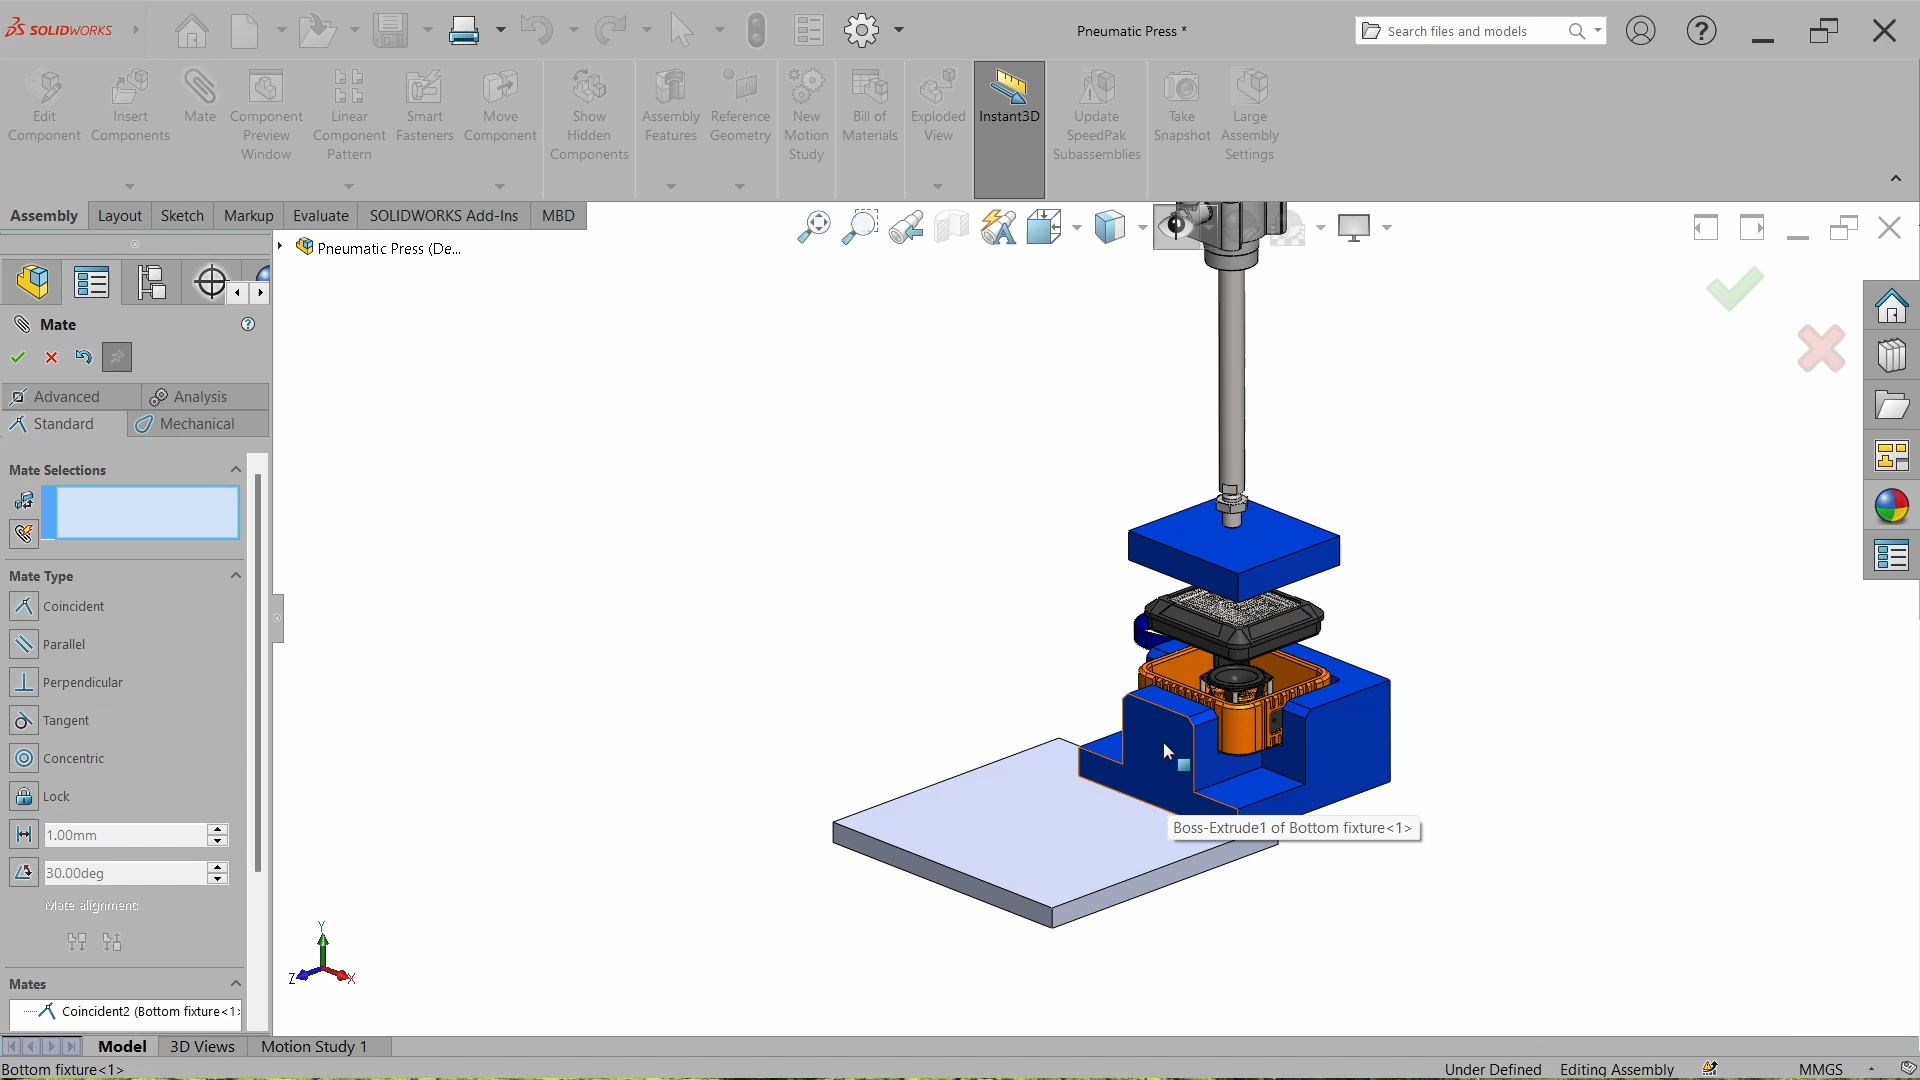 SOLIDWORKS
Pneumatic Press *
Search files and models
Edit
Component
Insert
Components
Mate
Component
Preview
Window
Linear
Component
Pattern
Smart
Fasteners
Move
Component
Show
Hidden
Components
Assembly
Features
Reference
Geometry
New
Motion
Study
Bill of
Materials
Exploded
View
Instant3D
Update
SpeedPak
Subassemblies
Take
Snapshot
Large
Assembly
Settings
Assembly
Layout
Sketch
Markup
Evaluate
SOLIDWORKS Add-Ins
MBD
Pneumatic Press (De...
Mate
Advanced
Analysis
Standard
Mechanical
Mate Selections
Mate Type
Coincident
Parallel
Perpendicular
Tangent
Concentric
Lock
1.00mm
30.00deg
Mate alignment:
Mates
Coincident2 (Bottom fixture<1>
Boss-Extrude1 of Bottom fixture<1>
Y
Z
X
Model
3D Views
Motion Study 1
Bottom fixture<1>
Under Defined
Editing Assembly
MMGS